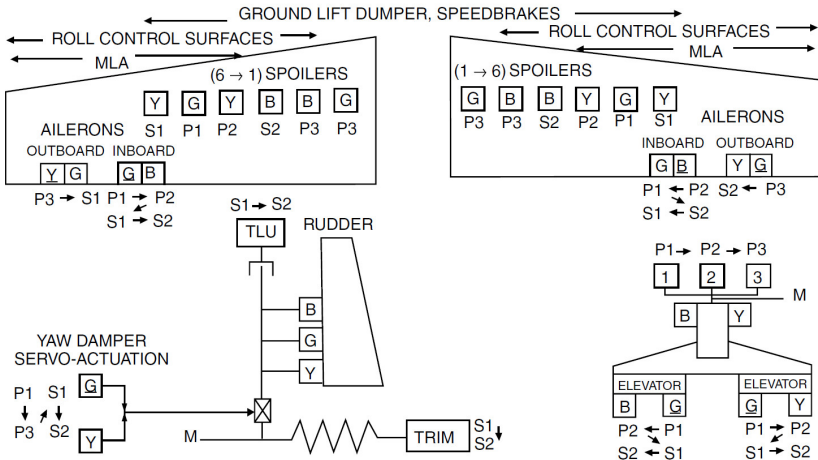 GROUND LIFT DUMPER, SPEEDBRAKES
ROLL CONTROL SURFACES
MLA
(6 → 1) SPOILERS
Y G Y B B G
S1 P1 P2 S2 P3 P3
AILERONS
OUTBOARD INBOARD
Y G G B
P3 → S1 P1 → P2
S1 → S2
ROLL CONTROL SURFACES
MLA
(1 → 6) SPOILERS
G B B Y G Y
P3 P3 S2 P2 P1 S1
AILERONS
INBOARD OUTBOARD
G B Y G
P1 ← P2 S2 ← P3
S1 ← S2
S1 → S2
TLU
RUDDER
B
G
Y
YAW DAMPER
SERVO-ACTUATION
P1 S1 G
P3 S2 Y
M
TRIM
S1
S2
P1 → P2 → P3
1 2 3
M
B Y
ELEVATOR ELEVATOR
B G G Y
P2 ← P1 P1 → P2
S2 ← S1 S1 → S2